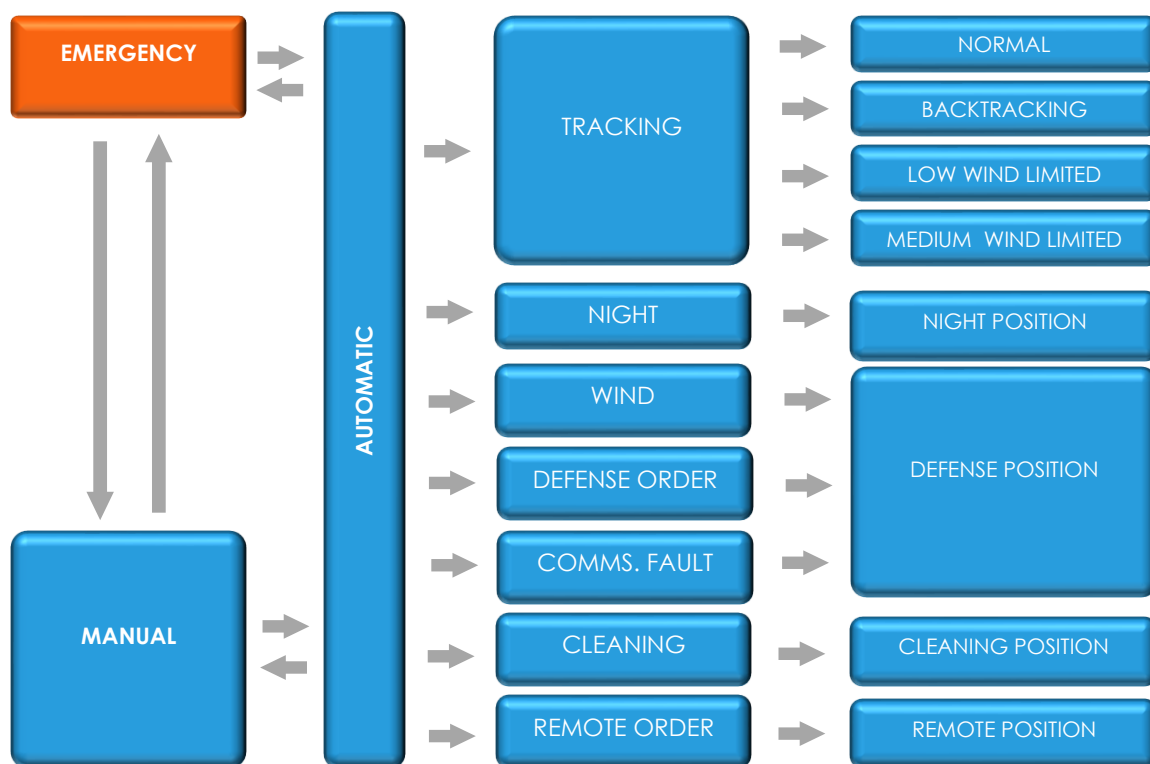 EMERGENCY
MANUAL
AUTOMATIC
TRACKING
NORMAL
BACKTRACKING
LOW WIND LIMITED
MEDIUM WIND LIMITED
NIGHT
NIGHT POSITION
WIND
DEFENSE ORDER
COMMS. FAULT
DEFENSE POSITION
CLEANING
CLEANING POSITION
REMOTE ORDER
REMOTE POSITION